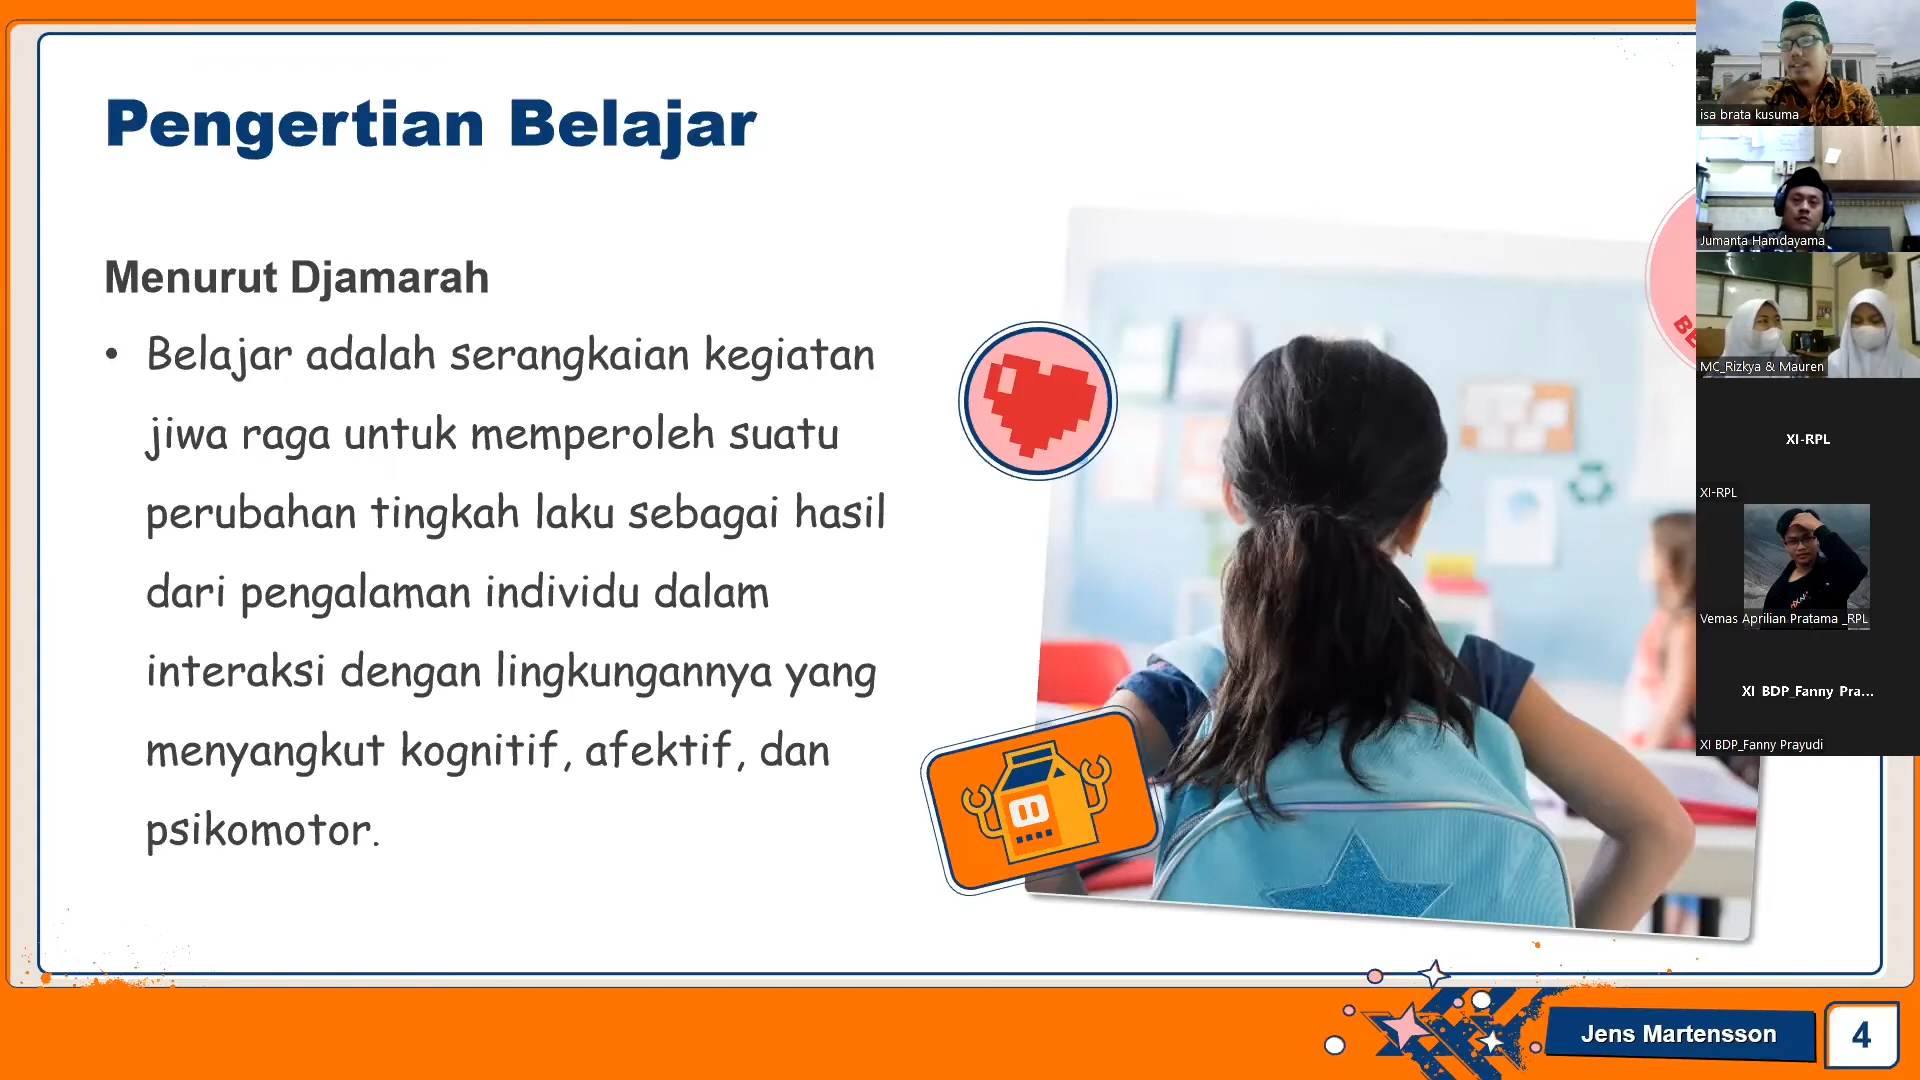 Pengertian Belajar
Menurut Djamarah
• Belajar adalah serangkaian kegiatan
jiwa raga untuk memperoleh suatu
perubahan tingkah laku sebagai hasil
dari pengalaman individu dalam
interaksi dengan lingkungannya yang
menyangkut kognitif, afektif, dan
psikomotor.
Jens Martensson
4
isa brata kusuma
Jumanta Hamdayama
MC_Rizkya & Mauren
XI-RPL
XI-RPL
Vemas Aprilian Pratama _RPL
XI BDP_Fanny Pra...
XI BDP_Fanny Prayudi